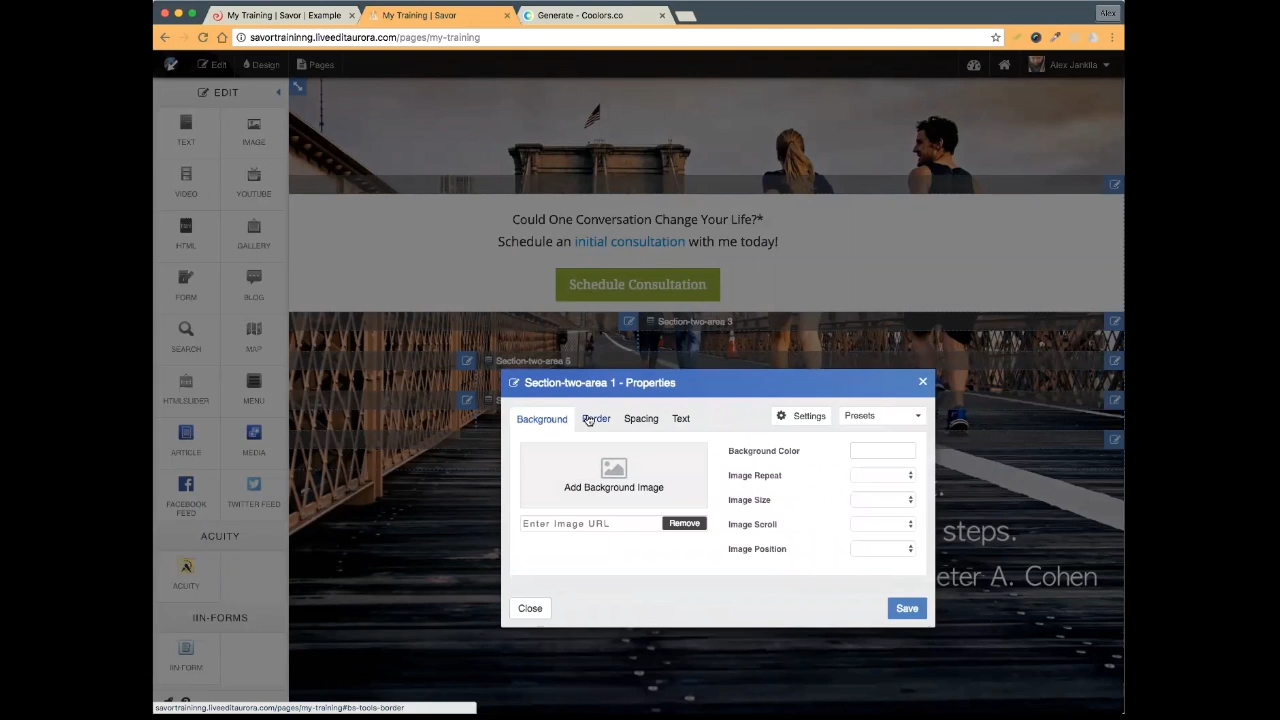 My Training | Savor | Example
My Training | Savor
Generate - Coolors.co
Alex
savortraininng.liveeditaurora.com/pages/my-training
Edit
Design
Pages
Alex Jankila
EDIT
TEXT
IMAGE
VIDEO
YOUTUBE
HTML
GALLERY
FORM
BLOG
SEARCH
MAP
HTMLSLIDER
MENU
ARTICLE
MEDIA
FACEBOOK
FEED
TWITTER FEED
ACUITY
ACUITY
IIN-FORMS
IIN-FORM
Could One Conversation Change Your Life?*
Schedule an initial consultation with me today!
Schedule Consultation
Section-two-area 3
Section-two-area 5
Section-two-area 1 - Properties
Background
Border
Spacing
Text
Settings
Presets
Add Background Image
Enter Image URL
Remove
Background Color
Image Repeat
Image Size
Image Scroll
Image Position
Close
Save
steps.
eter A. Cohen
savortraininng.liveeditaurora.com/pages/my-training#bs-tools-border